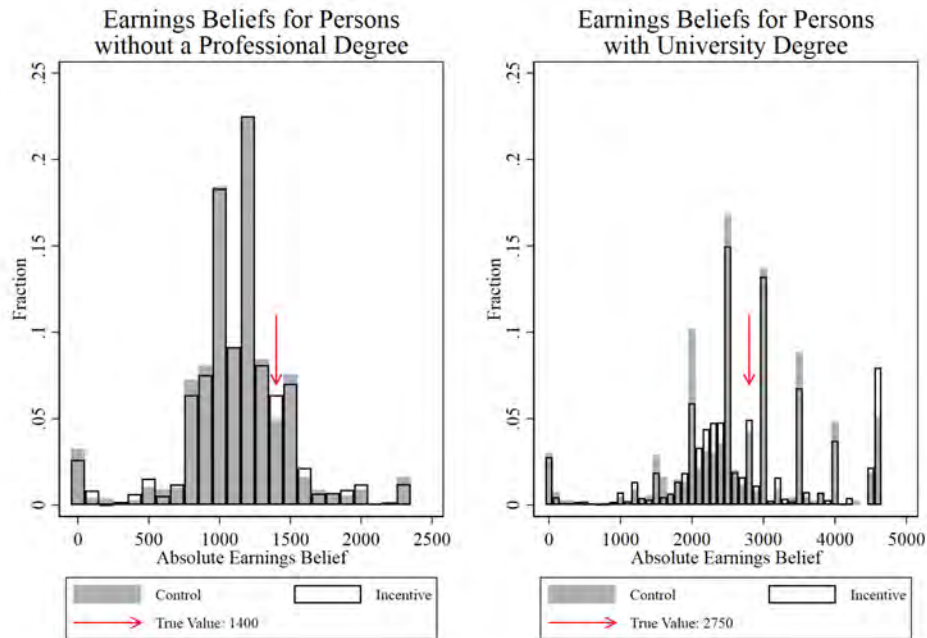 Earnings Beliefs for Persons
without a Professional Degree
Fraction
.25
.2
.15
.1
.05
0
0 500 1000 1500 2000 2500
Absolute Earnings Belief
Control Incentive
True Value: 1400
Earnings Beliefs for Persons
with University Degree
Fraction
.25
.2
.15
.1
.05
0
0 1000 2000 3000 4000 5000
Absolute Earnings Belief
Control Incentive
True Value: 2750